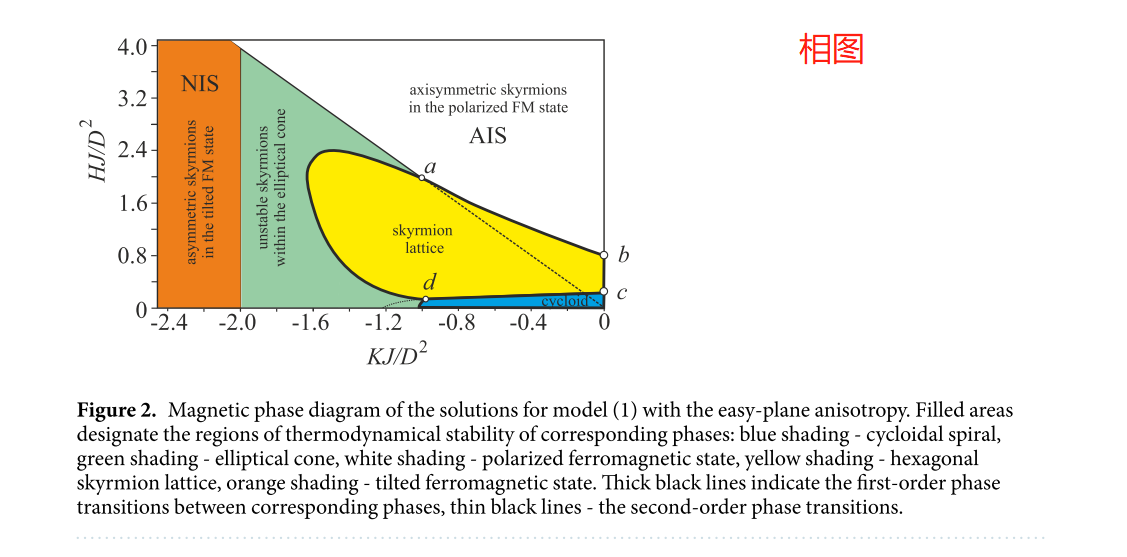 相图
4.0
3.2
2.4
1.6
0.8
0
HJ/D²
NIS
asymmetric skyrmions
in the tilted FM state
unstable skyrmions
within the elliptical cone
axisymmetric skyrmions
in the polarized FM state
AIS
a
skyrmion
lattice
b
d
c
cycloid
-2.4 -2.0 -1.6 -1.2 -0.8 -0.4 0
KJ/D²
Figure 2. Magnetic phase diagram of the solutions for model (1) with the easy-plane anisotropy. Filled areas
designate the regions of thermodynamical stability of corresponding phases: blue shading - cycloidal spiral,
green shading - elliptical cone, white shading - polarized ferromagnetic state, yellow shading - hexagonal
skyrmion lattice, orange shading - tilted ferromagnetic state. Thick black lines indicate the first-order phase
transitions between corresponding phases, thin black lines - the second-order phase transitions.